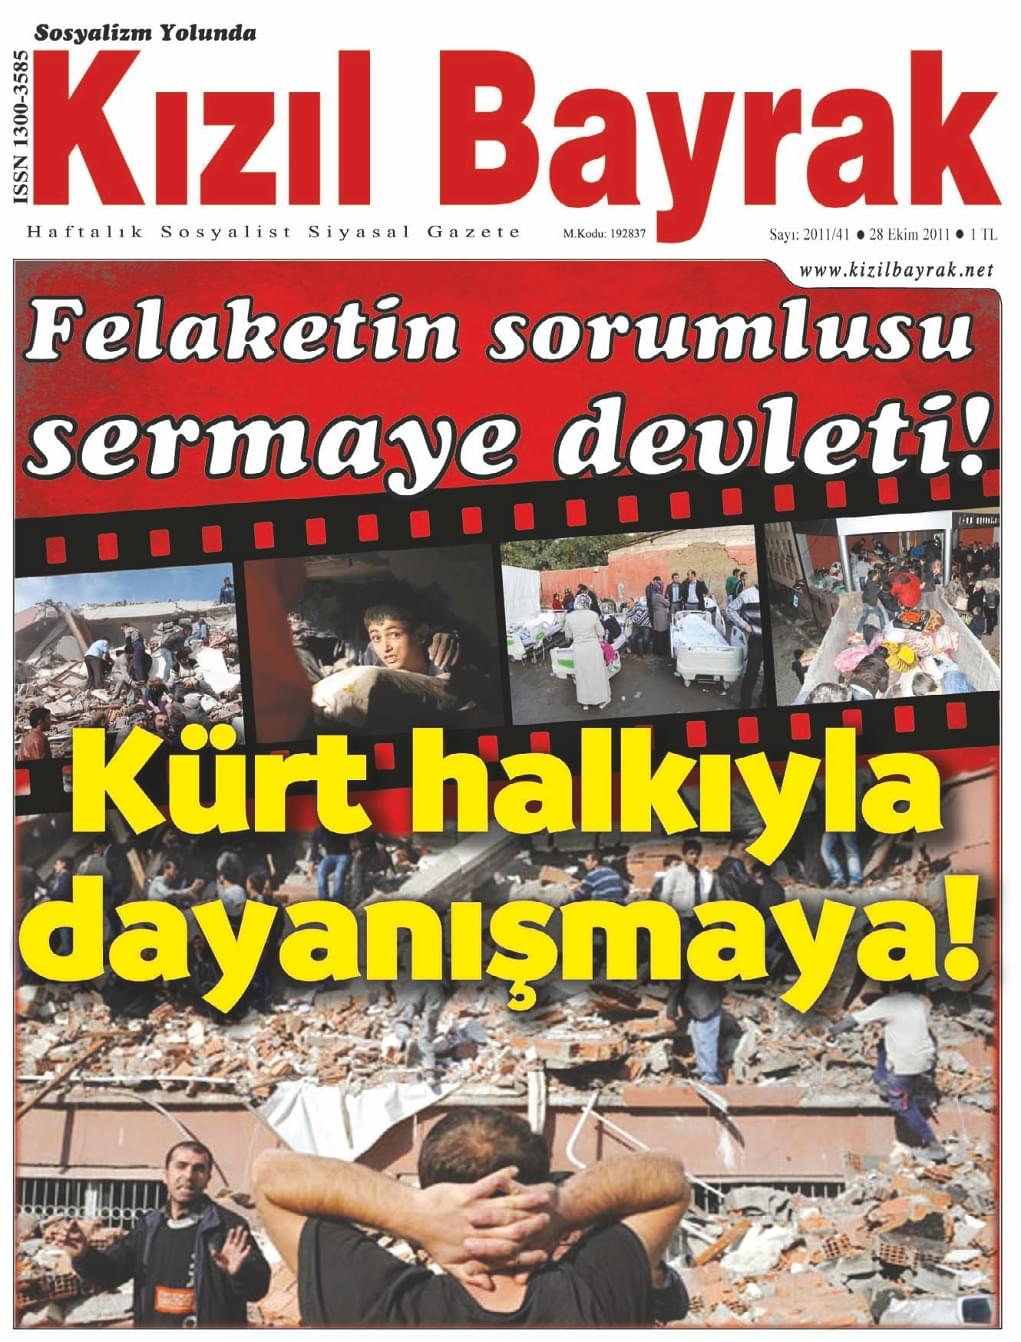 Sosyalizm Yolunda
ISSN 1300-3585
Kızıl Bayrak
Haftalık Sosyalist Siyasal Gazete M.Kodu: 192837 Sayı: 2011/41 ● 28 Ekim 2011 ● 1 TL
www.kizilbayrak.net
Felaketin sorumlusu
sermaye devleti!
Kürt halkıyla
dayanışmaya!